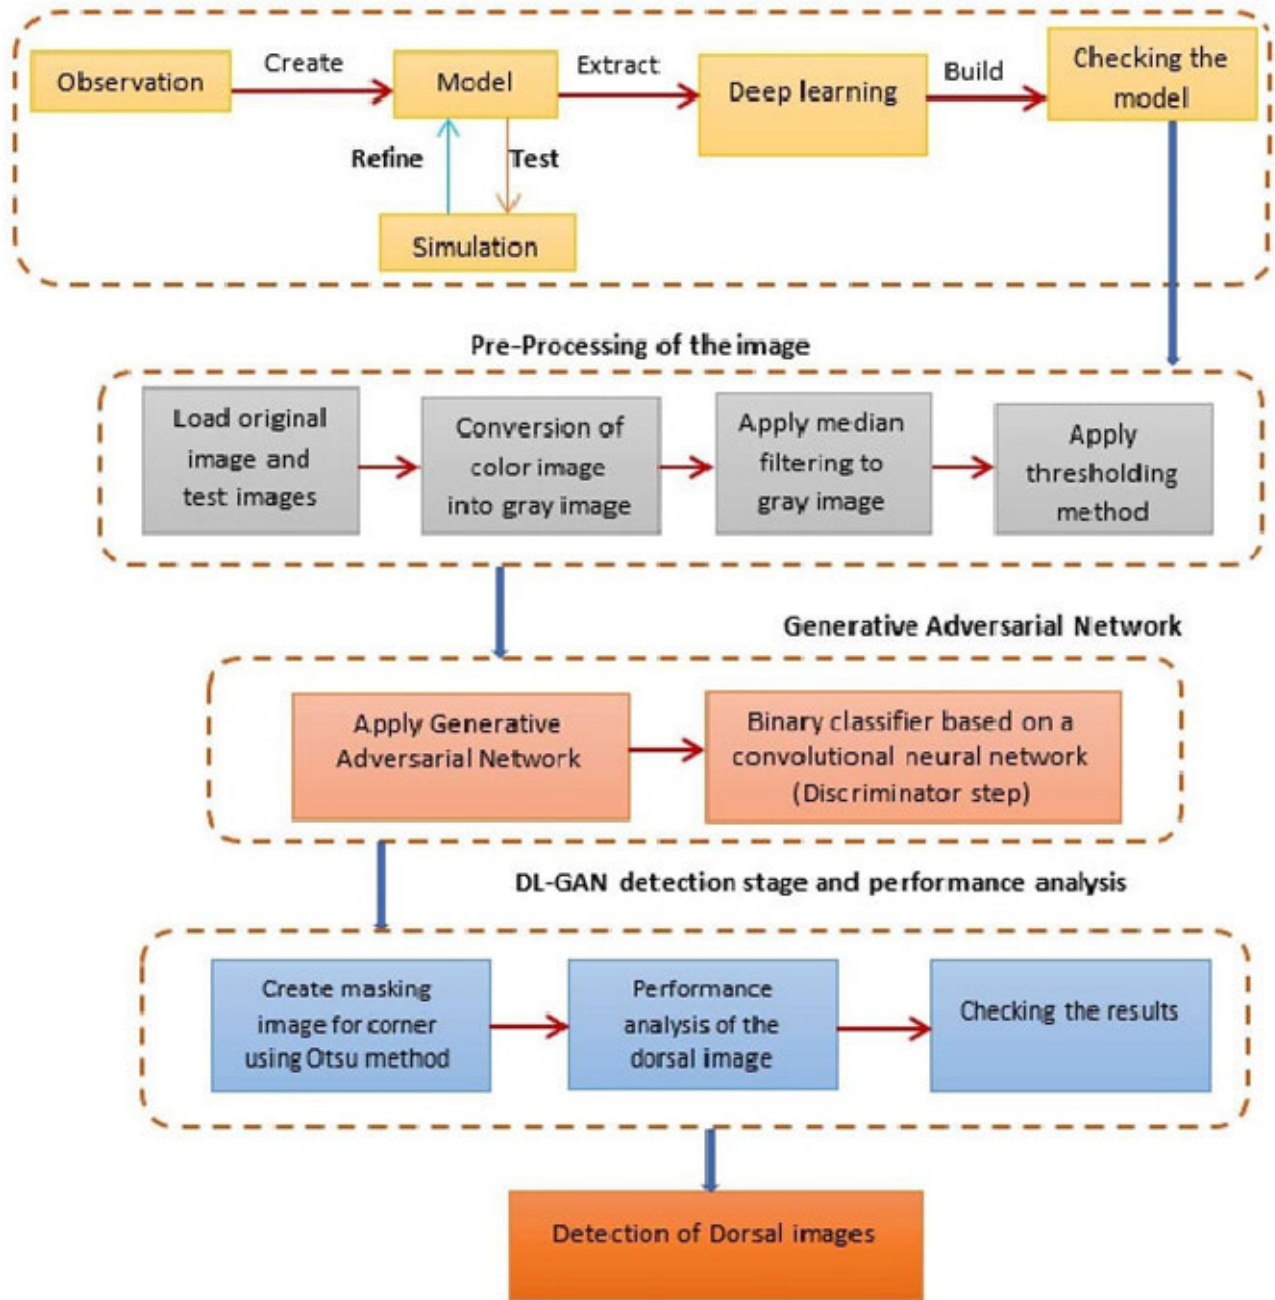 Observation
Create
Model
Extract
Deep learning
Build
Checking the
model
Refine
Test
Simulation
Pre-Processing of the image
Load original
image and
test images
Conversion of
color image
into gray image
Apply median
filtering to
gray image
Apply
thresholding
method
Generative Adversarial Network
Apply Generative
Adversarial Network
Binary classifier based on a
convolutional neural network
(Discriminator step)
DL-GAN detection stage and performance analysis
Create masking
image for corner
using Otsu method
Performance
analysis of the
dorsal image
Checking the results
Detection of Dorsal images